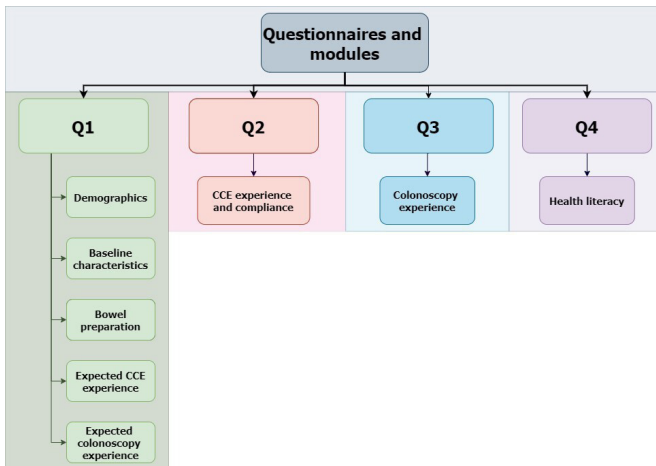 Questionnaires and
modules
Q1
Q2
Q3
Q4
Demographics
CCE experience
and compliance
Colonoscopy
experience
Health literacy
Baseline
characteristics
Bowel
preparation
Expected CCE
experience
Expected
colonoscopy
experience